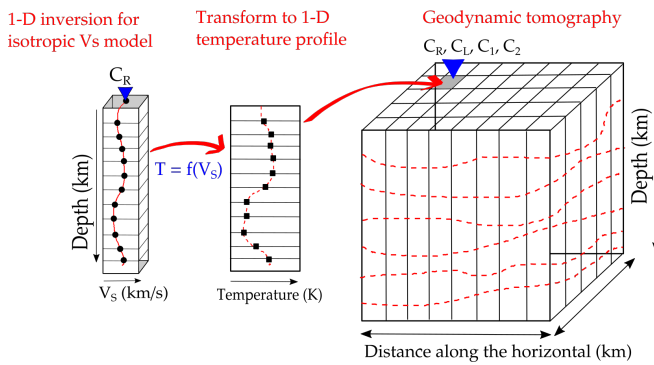 1-D inversion for
isotropic Vs model
Transform to 1-D
temperature profile
Geodynamic tomography
C_R
C_R, C_L, C_1, C_2
Depth (km)
T = f(V_S)
Depth (km)
V_S (km/s)
Temperature (K)
Distance along the horizontal (km)